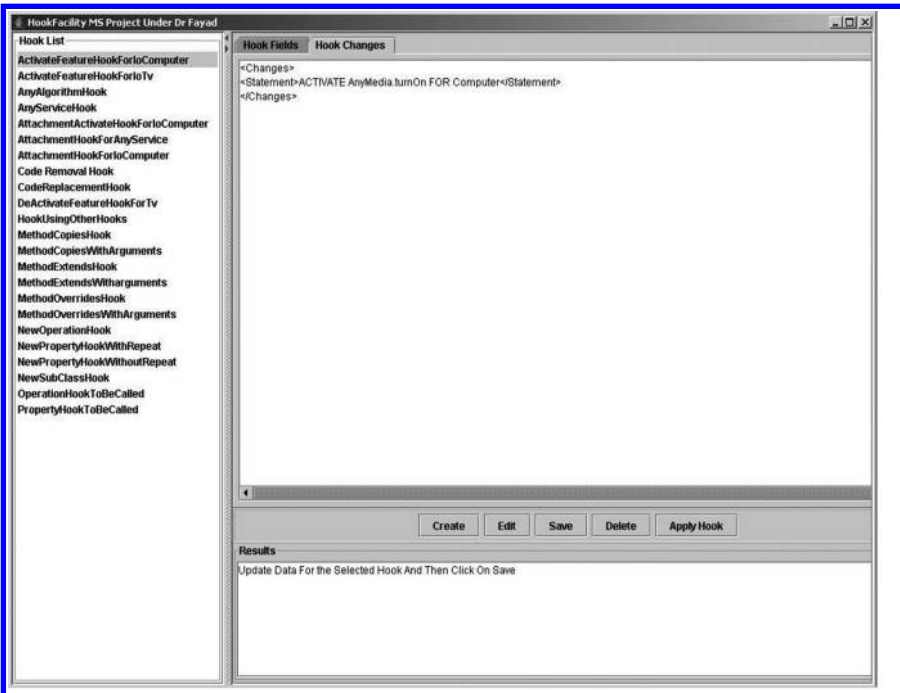 HookFacility MS Project Under Dr Fayad
Hook List
ActivateFeatureHookForIoComputer
ActivateFeatureHookForIoTv
AnyAlgorithmHook
AnyServiceHook
AttachmentActivateHookForIoComputer
AttachmentHookForAnyService
AttachmentHookForIoComputer
Code Removal Hook
CodeReplacementHook
DeActivateFeatureHookForTv
HookUsingOtherHooks
MethodCopiesHook
MethodCopiesWithArguments
MethodExtendsHook
MethodExtendsWitharguments
MethodOverridesHook
MethodOverridesWithArguments
NewOperationHook
NewPropertyHookWithRepeat
NewPropertyHookWithoutRepeat
NewSubClassHook
OperationHookToBeCalled
PropertyHookToBeCalled
Hook Fields Hook Changes
<Changes>
<Statement>ACTIVATE AnyMedia.turnOn FOR Computer</Statement>
</Changes>
Create Edit Save Delete Apply Hook
Results
Update Data For the Selected Hook And Then Click On Save